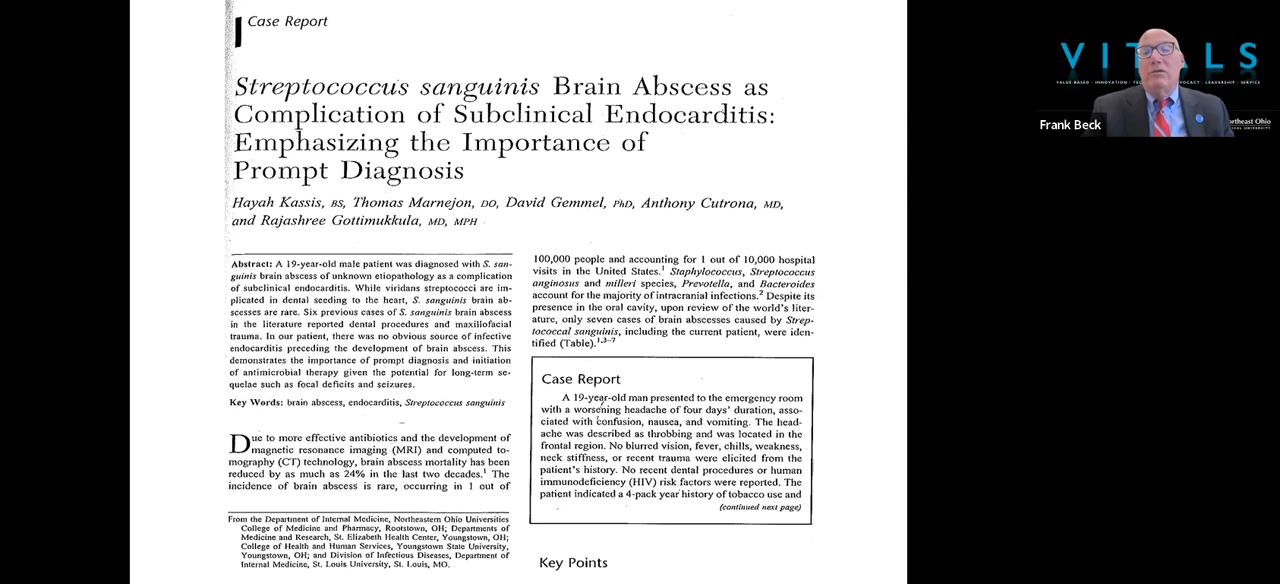 Case Report
Streptococcus sanguinis Brain Abscess as
Complication of Subclinical Endocarditis:
Emphasizing the Importance of
Prompt Diagnosis
Hayah Kassis, BS, Thomas Marnejon, DO, David Gemmel, PhD, Anthony Cutrona, MD,
and Rajashree Gottimukkula, MD, MPH
Abstract: A 19-year-old male patient was diagnosed with S. san-
guinis brain abscess of unknown etiopathology as a complication
of subclinical endocarditis. While viridans streptococci are im-
plicated in dental seeding to the heart, S. sanguinis brain ab-
scesses are rare. Six previous cases of S. sanguinis brain abscess
in the literature reported dental procedures and maxillofacial
trauma. In our patient, there was no obvious source of infective
endocarditis preceding the development of brain abscess. This
demonstrates the importance of prompt diagnosis and initiation
of antimicrobial therapy given the potential for long-term se-
quelae such as focal deficits and seizures.
Key Words: brain abscess, endocarditis, Streptococcus sanguinis
Due to more effective antibiotics and the development of
magnetic resonance imaging (MRI) and computed to-
mography (CT) technology, brain abscess mortality has been
reduced by as much as 24% in the last two decades.1 The
incidence of brain abscess is rare, occurring in 1 out of
From the Department of Internal Medicine, Northeastern Ohio Universities
College of Medicine and Pharmacy, Rootstown, OH; Departments of
Medicine and Research, St. Elizabeth Health Center, Youngstown, OH;
College of Health and Human Services, Youngstown State University,
Youngstown, OH; and Division of Infectious Diseases, Department of
Internal Medicine, St. Louis University, St. Louis, MO.
100,000 people and accounting for 1 out of 10,000 hospital
visits in the United States.1 Staphylococcus, Streptococcus
anginosus and milleri species, Prevotella, and Bacteroides
account for the majority of intracranial infections.2 Despite its
presence in the oral cavity, upon review of the world's liter-
ature, only seven cases of brain abscesses caused by Strep-
tococcal sanguinis, including the current patient, were iden-
tified (Table).1,3–7
Case Report
A 19-year-old man presented to the emergency room
with a worsening headache of four days' duration, asso-
ciated with confusion, nausea, and vomiting. The head-
ache was described as throbbing and was located in the
frontal region. No blurred vision, fever, chills, weakness,
neck stiffness, or recent trauma were elicited from the
patient's history. No recent dental procedures or human
immunodeficiency (HIV) risk factors were reported. The
patient indicated a 4-pack year history of tobacco use and
(continued next page)
Key Points
VITALS
VALUE BASED · INNOVATION · ADVOCACY · LEADERSHIP · SERVICE
Frank Beck
rtheast Ohio